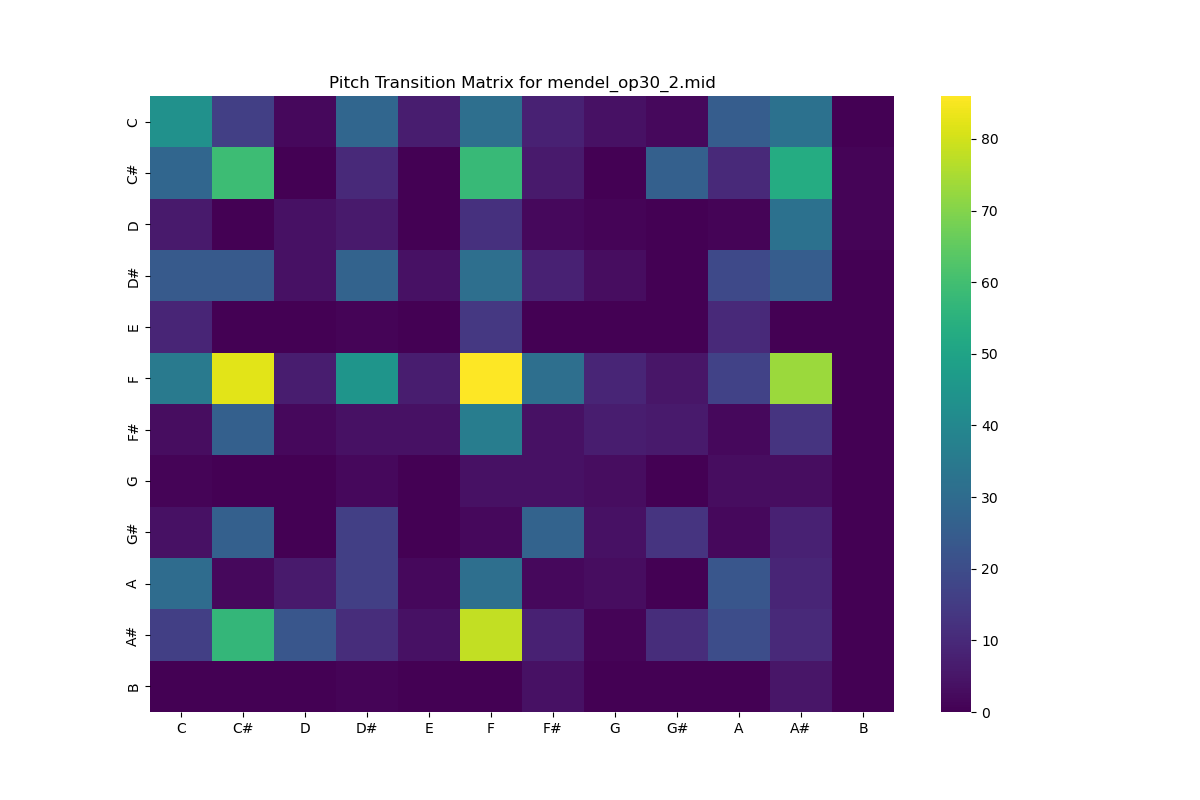 Pitch Transition Matrix for mendel_op30_2.mid
C
C#
D
D#
E
F
F#
G
G#
A
A#
B
C C# D D# E F F# G G# A A# B
80
70
60
50
40
30
20
10
0